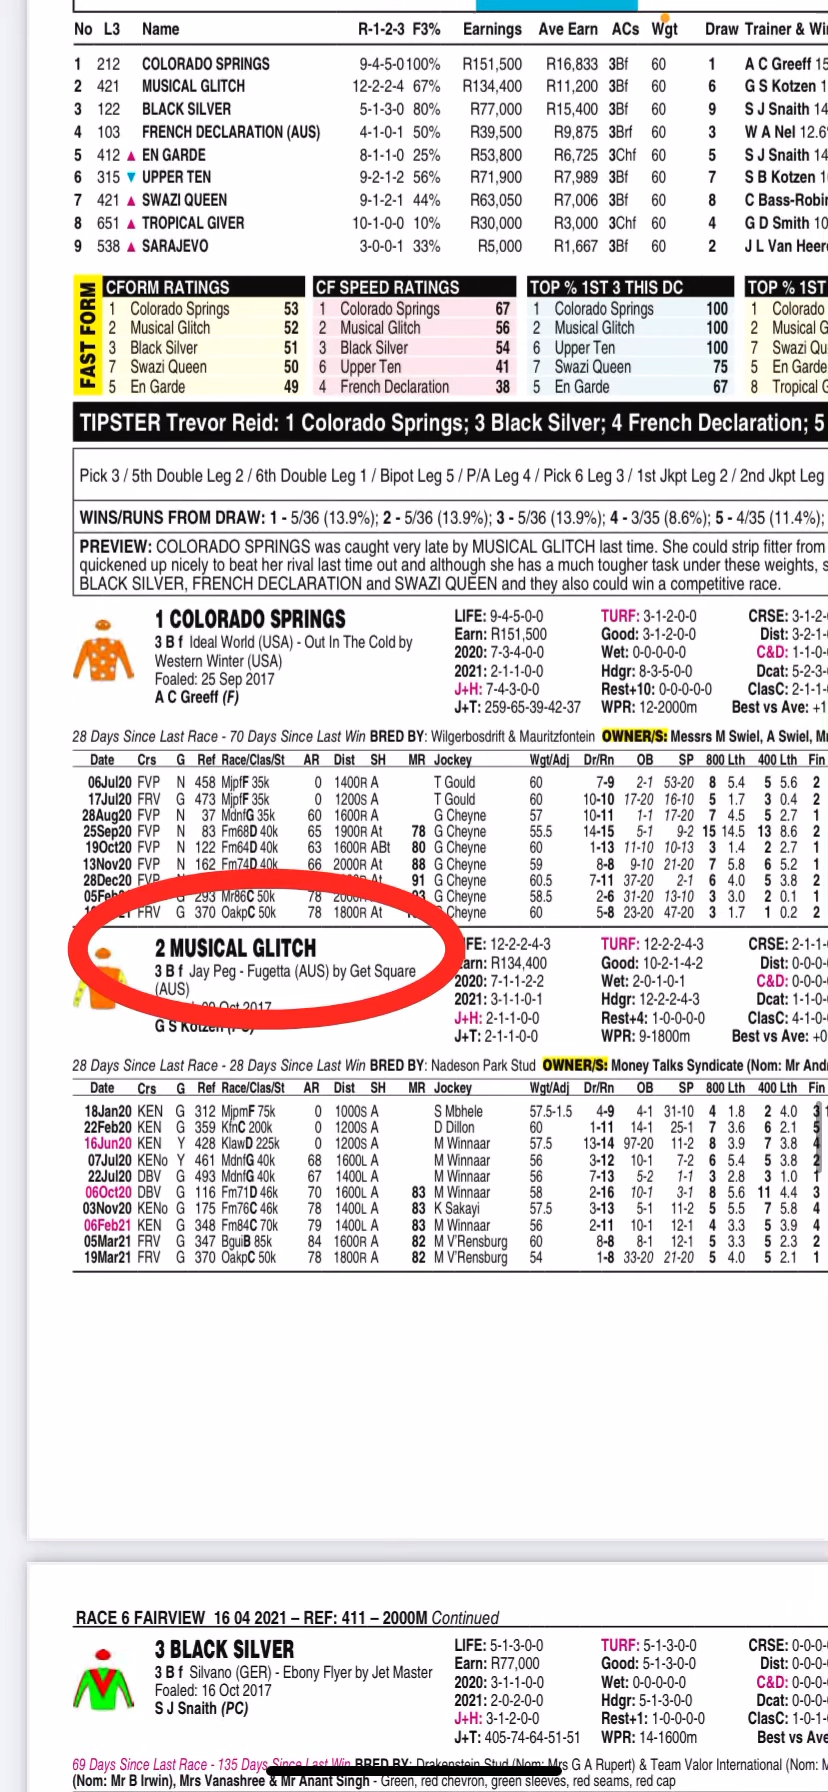 No L3 Name R-1-2-3 F3% Earnings Ave Earn ACs Wgt Draw Trainer & Wi
1 212 COLORADO SPRINGS 9-4-5-0 100% R151,500 R16,833 3Bf 60 1 A C Greeff 15
2 421 MUSICAL GLITCH 12-2-2-4 67% R134,400 R11,200 3Bf 60 6 G S Kotzen 1
3 122 BLACK SILVER 5-1-3-0 80% R77,000 R15,400 3Bf 60 9 S J Snaith 14
4 103 FRENCH DECLARATION (AUS) 4-1-0-1 50% R39,500 R9,875 3Brf 60 3 W A Nel 12.6
5 412 ▲ EN GARDE 8-1-1-0 25% R53,800 R6,725 3Chf 60 5 S J Snaith 14
6 315 ▼ UPPER TEN 9-2-1-2 56% R71,900 R7,989 3Bf 60 7 S B Kotzen 1
7 421 ▲ SWAZI QUEEN 9-1-2-1 44% R63,050 R7,006 3Bf 60 8 C Bass-Robin
8 651 ▲ TROPICAL GIVER 10-1-0-0 10% R30,000 R3,000 3Chf 60 4 G D Smith 10
9 538 ▲ SARAJEVO 3-0-0-1 33% R5,000 R1,667 3Bf 60 2 J L Van Heer
FAST FORM
CFORM RATINGS CF SPEED RATINGS TOP % 1ST 3 THIS DC TOP % 1ST
1 Colorado Springs 53 1 Colorado Springs 67 1 Colorado Springs 100 1 Colorado
2 Musical Glitch 52 2 Musical Glitch 56 2 Musical Glitch 100 2 Musical G
3 Black Silver 51 3 Black Silver 54 6 Upper Ten 100 7 Swazi Qu
7 Swazi Queen 50 6 Upper Ten 41 7 Swazi Queen 75 5 En Garde
5 En Garde 49 4 French Declaration 38 5 En Garde 67 8 Tropical G
TIPSTER Trevor Reid: 1 Colorado Springs; 3 Black Silver; 4 French Declaration; 5
Pick 3 / 5th Double Leg 2 / 6th Double Leg 1 / Bipot Leg 5 / P/A Leg 4 / Pick 6 Leg 3 / 1st Jkpt Leg 2 / 2nd Jkpt Leg
WINS/RUNS FROM DRAW: 1 - 5/36 (13.9%); 2 - 5/36 (13.9%); 3 - 5/36 (13.9%); 4 - 3/35 (8.6%); 5 - 4/35 (11.4%);
PREVIEW: COLORADO SPRINGS was caught very late by MUSICAL GLITCH last time. She could strip fitter from
quickened up nicely to beat her rival last time out and although she has a much tougher task under these weights, s
BLACK SILVER, FRENCH DECLARATION and SWAZI QUEEN and they also could win a competitive race.
1 COLORADO SPRINGS LIFE: 9-4-5-0-0 TURF: 3-1-2-0-0 CRSE: 3-1-2-
3 B f Ideal World (USA) - Out In The Cold by Earn: R151,500 Good: 3-1-2-0-0 Dist: 3-2-1-
Western Winter (USA) 2020: 7-3-4-0-0 Wet: 0-0-0-0-0 C&D: 1-1-0-
Foaled: 25 Sep 2017 2021: 2-1-1-0-0 Hdgr: 8-3-5-0-0 Dcat: 5-2-3-
A C Greeff (F) J+H: 7-4-3-0-0 Rest+10: 0-0-0-0-0 ClasC: 2-1-1-
J+T: 259-65-39-42-37 WPR: 12-2000m Best vs Ave: +1
28 Days Since Last Race - 70 Days Since Last Win BRED BY: Wilgerbosdrift & Mauritzfontein OWNER/S: Messrs M Swiel, A Swiel, M
Date Crs G Ref Race/Clas/St AR Dist SH MR Jockey Wgt/Adj Dr/Rn OB SP 800 Lth 400 Lth Fin
06Jul20 FVP N 458 MjpfF 35k 0 1400R A T Gould 60 7-9 2-1 53-20 8 5.4 5 5.6 2
17Jul20 FRV G 473 MjpfF 35k 0 1200S A T Gould 60 10-10 17-20 16-10 5 1.7 3 0.4 2
28Aug20 FVP N 37 MdnfG 35k 60 1600R A G Cheyne 57 10-11 1-1 17-20 7 4.5 2 2.7 1
25Sep20 FVP N 83 Fm68D 40k 65 1900R At 78 G Cheyne 55.5 14-15 5-1 9-2 15 14.5 13 8.6 2
19Oct20 FVP N 122 Fm64D 40k 63 1600R ABt 80 G Cheyne 60 1-13 11-10 10-13 3 1.4 2 2.7 1
13Nov20 FVP N 162 Fm74D 40k 66 2000R At 88 G Cheyne 59 8-8 9-10 21-20 7 5.8 6 5.2 1
28Dec20 FVP At 91 G Cheyne 60.5 7-11 37-20 2-1 6 4.0 5 3.8 2
05Feb G 293 Mr86C 50k 78 G Cheyne 58.5 2-6 31-20 13-10 3 3.0 2 0.1 1
FRV G 370 OakpC 50k 78 1800R At Cheyne 60 5-8 23-20 47-20 3 1.7 1 0.2 2
2 MUSICAL GLITCH IFE: 12-2-2-4-3 TURF: 12-2-2-4-3 CRSE: 2-1-1-
3 B f Jay Peg - Fugetta (AUS) by Get Square arn: R134,400 Good: 10-2-1-4-2 Dist: 0-0-0-
(AUS) 2020: 7-1-1-2-2 Wet: 2-0-1-0-1 C&D: 0-0-0-
Oct 2017 2021: 3-1-1-0-1 Hdgr: 12-2-2-4-3 Dcat: 1-1-0-
G S Kotzen J+H: 2-1-1-0-0 Rest+4: 1-0-0-0-0 ClasC: 4-1-0-
J+T: 2-1-1-0-0 WPR: 9-1800m Best vs Ave: +0
28 Days Since Last Race - 28 Days Since Last Win BRED BY: Nadeson Park Stud OWNER/S: Money Talks Syndicate (Nom: Mr And
Date Crs G Ref Race/Clas/St AR Dist SH MR Jockey Wgt/Adj Dr/Rn OB SP 800 Lth 400 Lth Fin
18Jan20 KEN G 312 MjpmF 75k 0 1000S A S Mbhele 57.5-1.5 4-9 4-1 31-10 4 1.8 2 4.0 3
22Feb20 KEN G 359 KfnC 200k 0 1200S A D Dillon 60 1-11 14-1 25-1 7 3.6 6 2.1 5
16Jun20 KEN Y 428 KlawD 225k 0 1200S A M Winnaar 57.5 13-14 97-20 11-2 8 3.9 7 3.8 4
07Jul20 KENo Y 461 MdnfG 40k 68 1600L A M Winnaar 56 3-12 10-1 7-2 6 5.4 5 3.8 2
22Jul20 DBV G 493 MdnfG 40k 67 1400L A M Winnaar 56 7-13 5-2 1-1 3 2.8 3 1.0 1
06Oct20 DBV G 116 Fm71D 46k 70 1600L A 83 M Winnaar 58 2-16 10-1 3-1 8 5.6 11 4.4 3
03Nov20 KENo G 175 Fm76C 46k 78 1400L A 83 K Sakayi 57.5 3-13 5-1 11-2 5 5.5 7 5.8 4
06Feb21 KEN G 348 Fm84C 70k 79 1400L A 83 M Winnaar 56 2-11 10-1 12-1 4 3.3 5 3.9 4
05Mar21 FRV G 347 BguiB 85k 84 1600R A 82 M V'Rensburg 60 8-8 8-1 12-1 5 3.3 5 2.3 2
19Mar21 FRV G 370 OakpC 50k 78 1800R A 82 M V'Rensburg 54 1-8 33-20 21-20 5 4.0 5 2.1 1
RACE 6 FAIRVIEW 16 04 2021 – REF: 411 – 2000M Continued
3 BLACK SILVER LIFE: 5-1-3-0-0 TURF: 5-1-3-0-0 CRSE: 0-0-0-
3 B f Silvano (GER) - Ebony Flyer by Jet Master Earn: R77,000 Good: 5-1-3-0-0 Dist: 0-0-0-
Foaled: 16 Oct 2017 2020: 3-1-1-0-0 Wet: 0-0-0-0-0 C&D: 0-0-0-
S J Snaith (PC) 2021: 2-0-2-0-0 Hdgr: 5-1-3-0-0 Dcat: 0-0-0-
J+H: 3-1-2-0-0 Rest+1: 1-0-0-0-0 ClasC: 1-0-1-
J+T: 405-74-64-51-51 WPR: 14-1600m Best vs Ave
69 Days Since Last Race - 135 Days Since Last Win BRED BY: Drakenstein Stud (Nom: Mrs G A Rupert) & Team Valor International (Nom: M
(Nom: Mr B Irwin), Mrs Vanashree & Mr Anant Singh - Green, red chevron, green sleeves, red seams, red cap